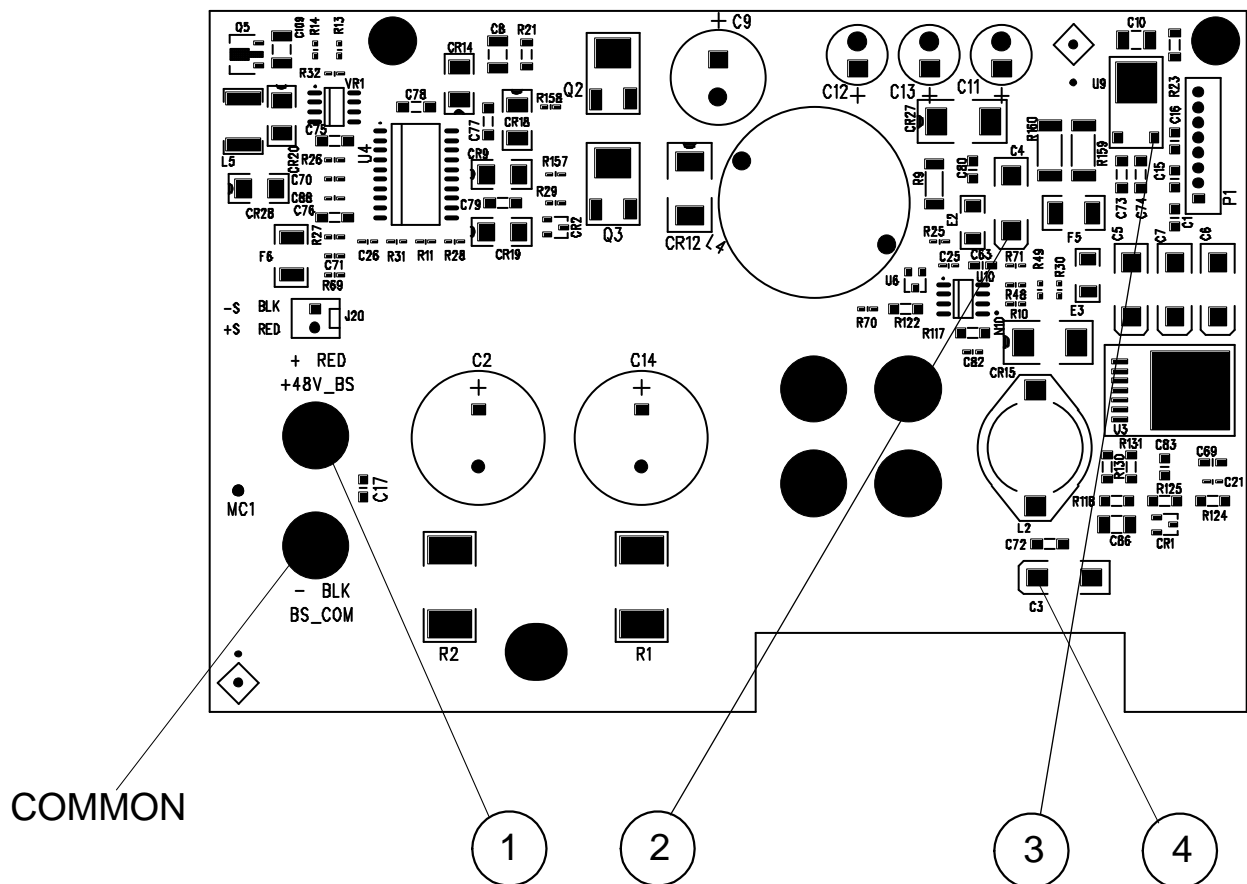 Q5 C109 R14 R13 CR14 C8 R21 C9 C10
R32 VR1 Q2 C12 C13 C11 U9 R23
C78 C77 R158 CR27 R160 C16
L5 CR20 C75 U4 CR18 C4 R159
R26 CR9 R157 R9 C80 C15
C70 CR28 C88 C79 R29 CR2 E2 C73 C74 P1
C76 R27 Q3 CR12 L4 F5 C5 C7 C1 C6
F6 C71 C26 R31 R11 R28 CR19 R25 C25 C63 R71 R49 R30
R69 U6 U10 R48
-S BLK J20 R70 R122 R10 E3
+S RED R117
+ RED C2 C14 C82 CR15
+48V_BS
U3
R131 C83 C69
R130
C17 R125 C21
MC1 R118 R124
L2 C86 CR1
C72
- BLK
BS_COM C3
R2 R1
COMMON
1 2 3 4